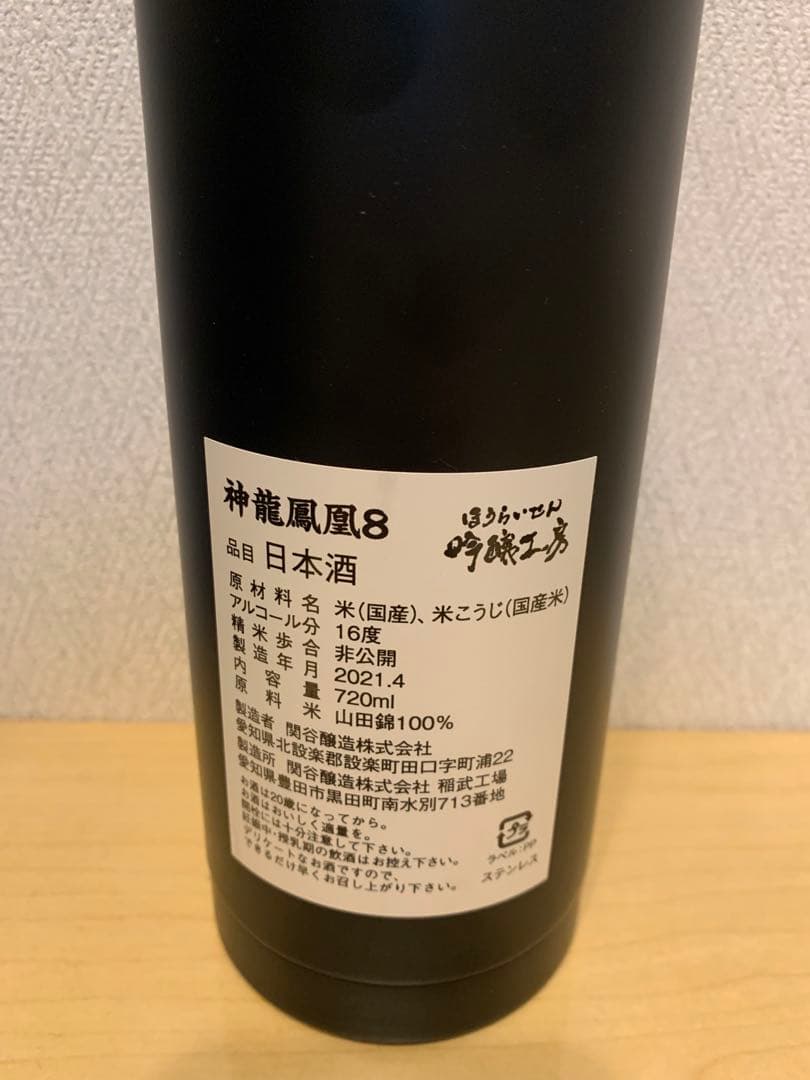 神龍鳳凰8
ほうらいせん
吟醸工房
品目 日本酒
原材料名 米(国産)、米こうじ(国産米)
アルコール分 16度
精米歩合 非公開
製造年月 2021.4
内容量 720ml
原料米 山田錦100%
製造者 関谷醸造株式会社
愛知県北設楽郡設楽町田口字町浦22
製造所 関谷醸造株式会社 稲武工場
愛知県豊田市黒田町南水別713番地
お酒は20歳になってから。
お酒はおいしく適量を。
開栓には十分注意して下さい。
妊娠中・授乳期の飲酒はお控え下さい。
デリケートなお酒ですので、
できるだけ早くお召し上がり下さい。
プラ
ラベル:PP
ステンレス